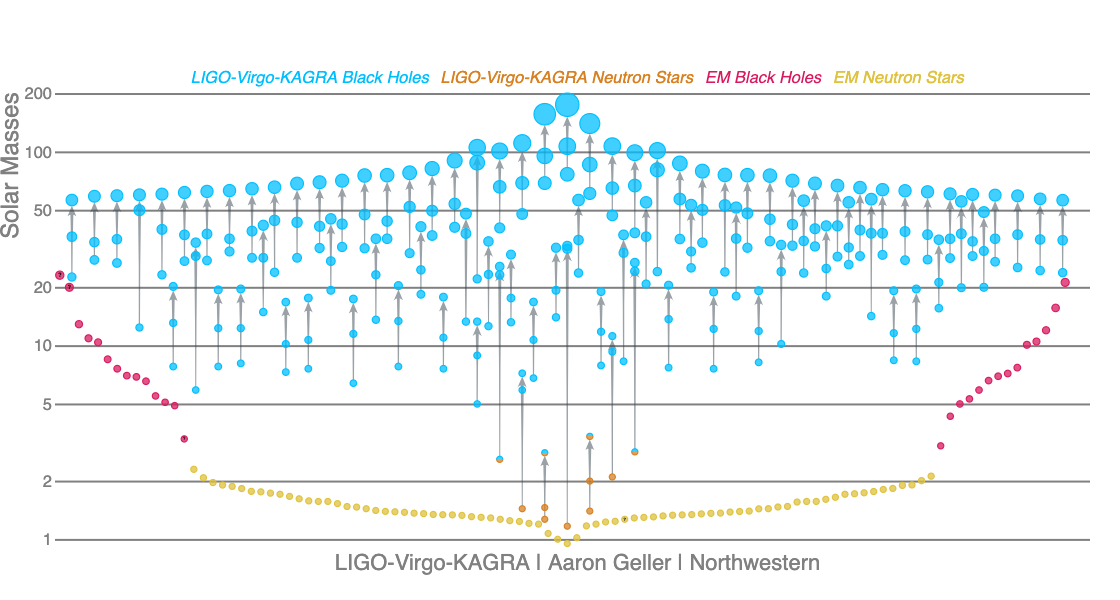 LIGO-Virgo-KAGRA Black Holes LIGO-Virgo-KAGRA Neutron Stars EM Black Holes EM Neutron Stars
Solar Masses
200
100
50
20
10
5
2
1
LIGO-Virgo-KAGRA | Aaron Geller | Northwestern